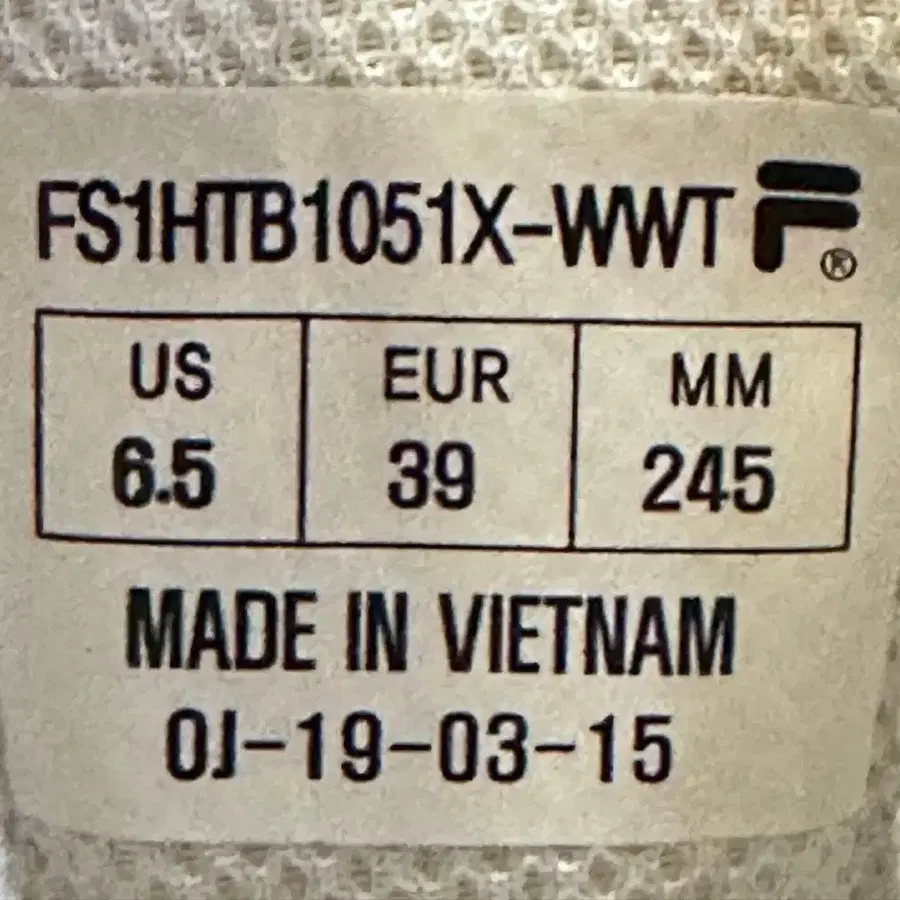 FS1HTB1051X-WWT
®
US EUR MM
6.5 39 245
MADE IN VIETNAM
0J-19-03-15